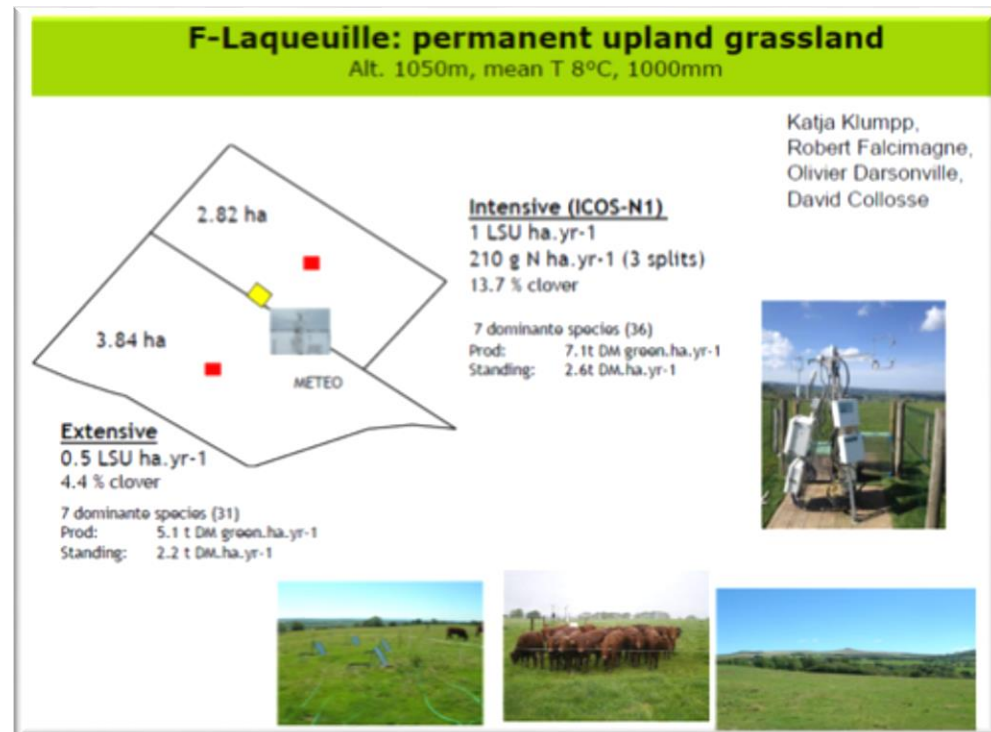 F-Laqueuille: permanent upland grassland
Alt. 1050m, mean T 8ºC, 1000mm
Katja Klumpp,
Robert Falcimagne,
Olivier Darsonville,
David Collosse
2.82 ha
3.84 ha
METEO
Intensive (ICOS-N1)
1 LSU ha.yr-1
210 g N ha.yr-1 (3 splits)
13.7 % clover
7 dominante species (36)
Prod: 7.1t DM green.ha.yr-1
Standing: 2.6t DM.ha.yr-1
Extensive
0.5 LSU ha.yr-1
4.4 % clover
7 dominante species (31)
Prod: 5.1 t DM green.ha.yr-1
Standing: 2.2 t DM.ha.yr-1